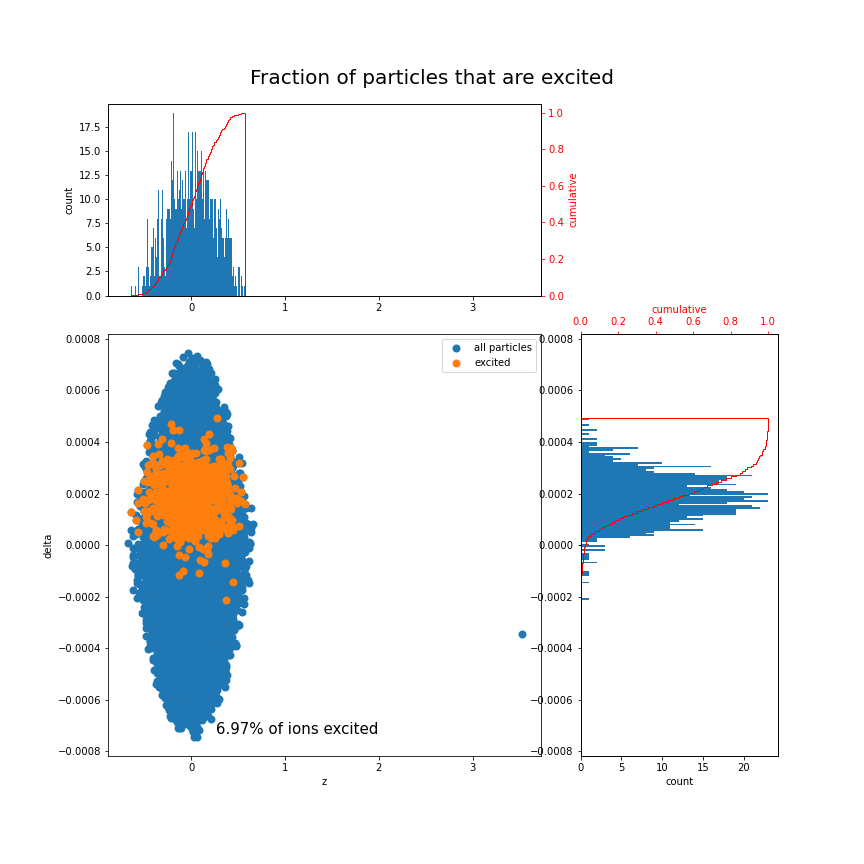 Fraction of particles that are excited
17.5
15.0
12.5
10.0
7.5
5.0
2.5
0.0
count
0 1 2 3
1.0
0.8
0.6
0.4
0.2
0.0
cumulative
cumulative
0.0 0.2 0.4 0.6 0.8 1.0
all particles
excited
0.0008
0.0006
0.0004
0.0002
0.0000
−0.0002
−0.0004
−0.0006
−0.0008
delta
6.97% of ions excited
0 1 2 3
z
0.0008
0.0006
0.0004
0.0002
0.0000
−0.0002
−0.0004
−0.0006
−0.0008
0 5 10 15 20
count